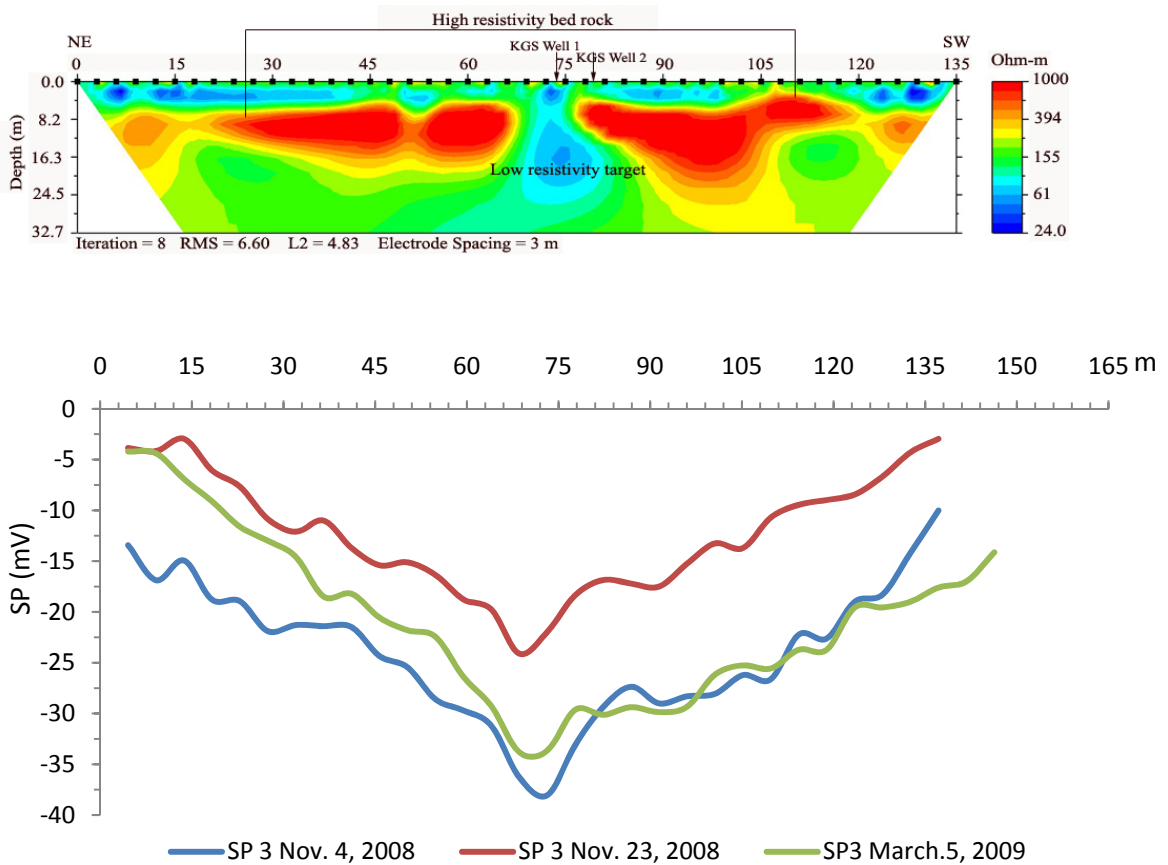 High resistivity bed rock
NE
KGS Well 1
KGS Well 2
SW
0 15 30 45 60 75 90 105 120 135
Ohm-m
Depth (m)
0.0
8.2
16.3
24.5
32.7
Low resistivity target
1000
394
155
61
24.0
Iteration = 8 RMS = 6.60 L2 = 4.83 Electrode Spacing = 3 m
0 15 30 45 60 75 90 105 120 135 150 165 m
SP (mV)
0
-5
-10
-15
-20
-25
-30
-35
-40
SP 3 Nov. 4, 2008
SP 3 Nov. 23, 2008
SP3 March.5, 2009